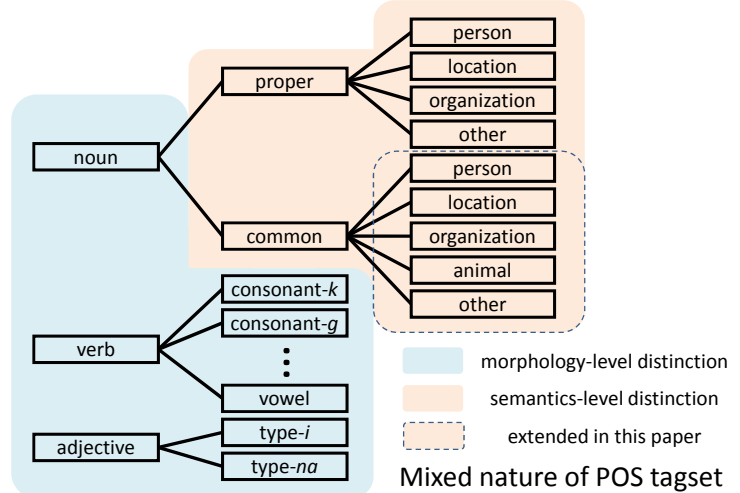 person
location
proper
organization
other
noun
person
location
common
organization
animal
other
consonant-k
consonant-g
verb
vowel
adjective
type-i
type-na
morphology-level distinction
semantics-level distinction
extended in this paper
Mixed nature of POS tagset